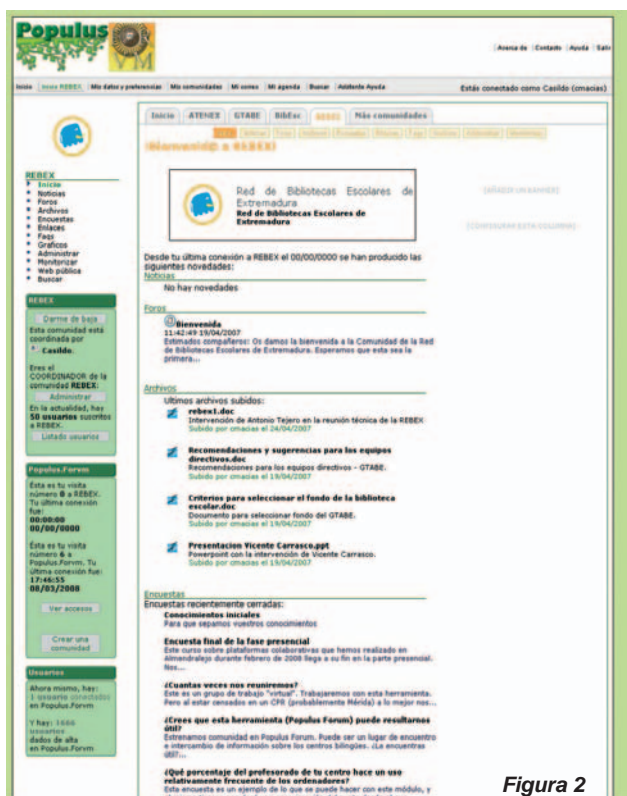 Populus
VM
Acerca de Contacto Ayuda Salir
Inicio Inicio REBEX Mis datos y preferencias Mis comunidades Mi correo Mi agenda Buscar Ayuda
Estás conectado como Casildo (cmacias)
Inicio ATENEX GTABE BibEsc REBEX Más comunidades
¡Bienvenid@ a REBEX!
Red de Bibliotecas Escolares de Extremadura
Red de Bibliotecas Escolares de Extremadura
[AÑADIR UN BANNER]
[CONFIGURAR ESTA COLUMNA]
REBEX
Inicio
Noticias
Foros
Archivos
Encuestas
Enlaces
Faqs
Graficos
Administrar
Monitorizar
Web pública
Buscar
REBEX
Darme de baja
Esta comunidad está
coordinada por
Casildo.
Eres el
COORDINADOR de la
comunidad REBEX:
Administrar
En la actualidad, hay
50 usuarios suscritos
a REBEX.
Listado usuarios
Populus.Forvm
Ésta es tu visita
número 0 a REBEX.
Tu última conexión
fue:
00:00:00
00/00/0000
Ésta es tu visita
número 6 a
Populus.Forvm. Tu
última conexión fue:
17:46:55
08/03/2008
Ver accesos
Crear una
comunidad
Usuarios
Ahora mismo, hay:
1 usuario conectados
en Populus.Forvm
Y hay: 1686
usuarios
dados de alta
en Populus.Forvm
Desde tu última conexión a REBEX el 00/00/0000 se han producido las
siguientes novedades:
Noticias
No hay novedades
Foros
Bienvenida
11:42:49 19/04/2007
Estimados compañeros: Os damos la bienvenida a la Comunidad de la Red
de Bibliotecas Escolares de Extremadura. Esperamos que esta sea la
primera...
Archivos
Ultimos archivos subidos:
rebex1.doc
Intervención de Antonio Tejero en la reunión técnica de la REBEX
Subido por cmacias el 24/04/2007
Recomendaciones y sugerencias para los equipos
directivos.doc
Recomendaciones para los equipos directivos - GTABE.
Subido por cmacias el 19/04/2007
Criterios para seleccionar el fondo de la biblioteca
escolar.doc
Documento para seleccionar fondo del GTABE.
Subido por cmacias el 19/04/2007
Presentacion Vicente Carrasco.ppt
Powerpoint con la intervención de Vicente Carrasco.
Subido por cmacias el 19/04/2007
Encuestas
Encuestas recientemente cerradas:
Conocimientos iniciales
Para que sepamos vuestros conocimientos
Encuesta final de la fase presencial
Este curso sobre plataformas colaborativas que hemos realizado en
Almendralejo durante febrero de 2008 llega a su fin en la parte presencial.
Nos...
¿Cuantas veces nos reuniremos?
Este es un grupo de trabajo "virtual". Trabajaremos con esta herramienta.
Pero al estar censados en un CPR (probablemente Mérida) a lo mejor nos...
¿Crees que esta herramienta (Populus Forum) puede resultarnos
útil?
Estrenamos comunidad en Populus Forum. Puede ser un lugar de encuentro
e intercambio de información sobre los centros bilingües. ¿La encuentras
útil?...
¿Qué porcentaje del profesorado de tu centro hace un uso
relativamente frecuente de los ordenadores?
Esta encuesta es un ejemplo de lo que se puede hacer con este módulo, y
Figura 2